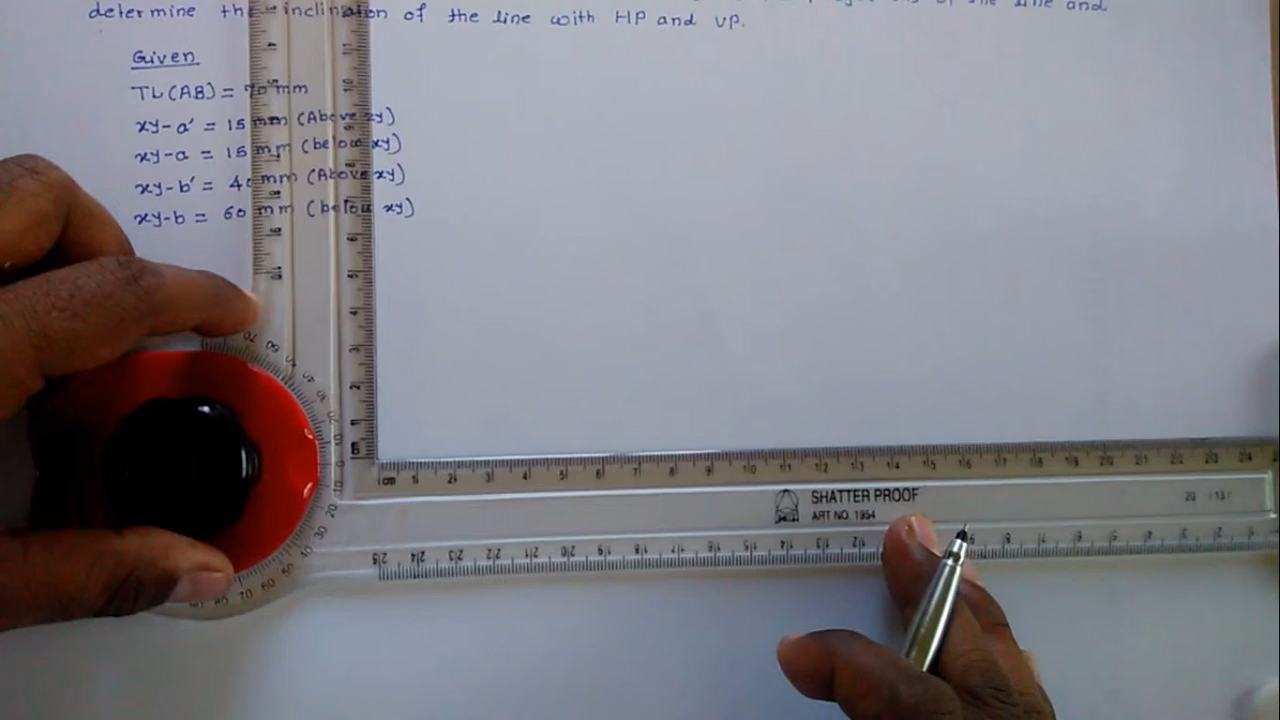 determine the inclination of the line with HP and VP.
Given
TL(AB) = 70 mm
xy-a' = 15 mm (Above xy)
xy-a = 15 mm (below xy)
xy-b' = 40 mm (Above xy)
xy-b = 60 mm (below xy)
SHATTER PROOF
ART NO. 1954